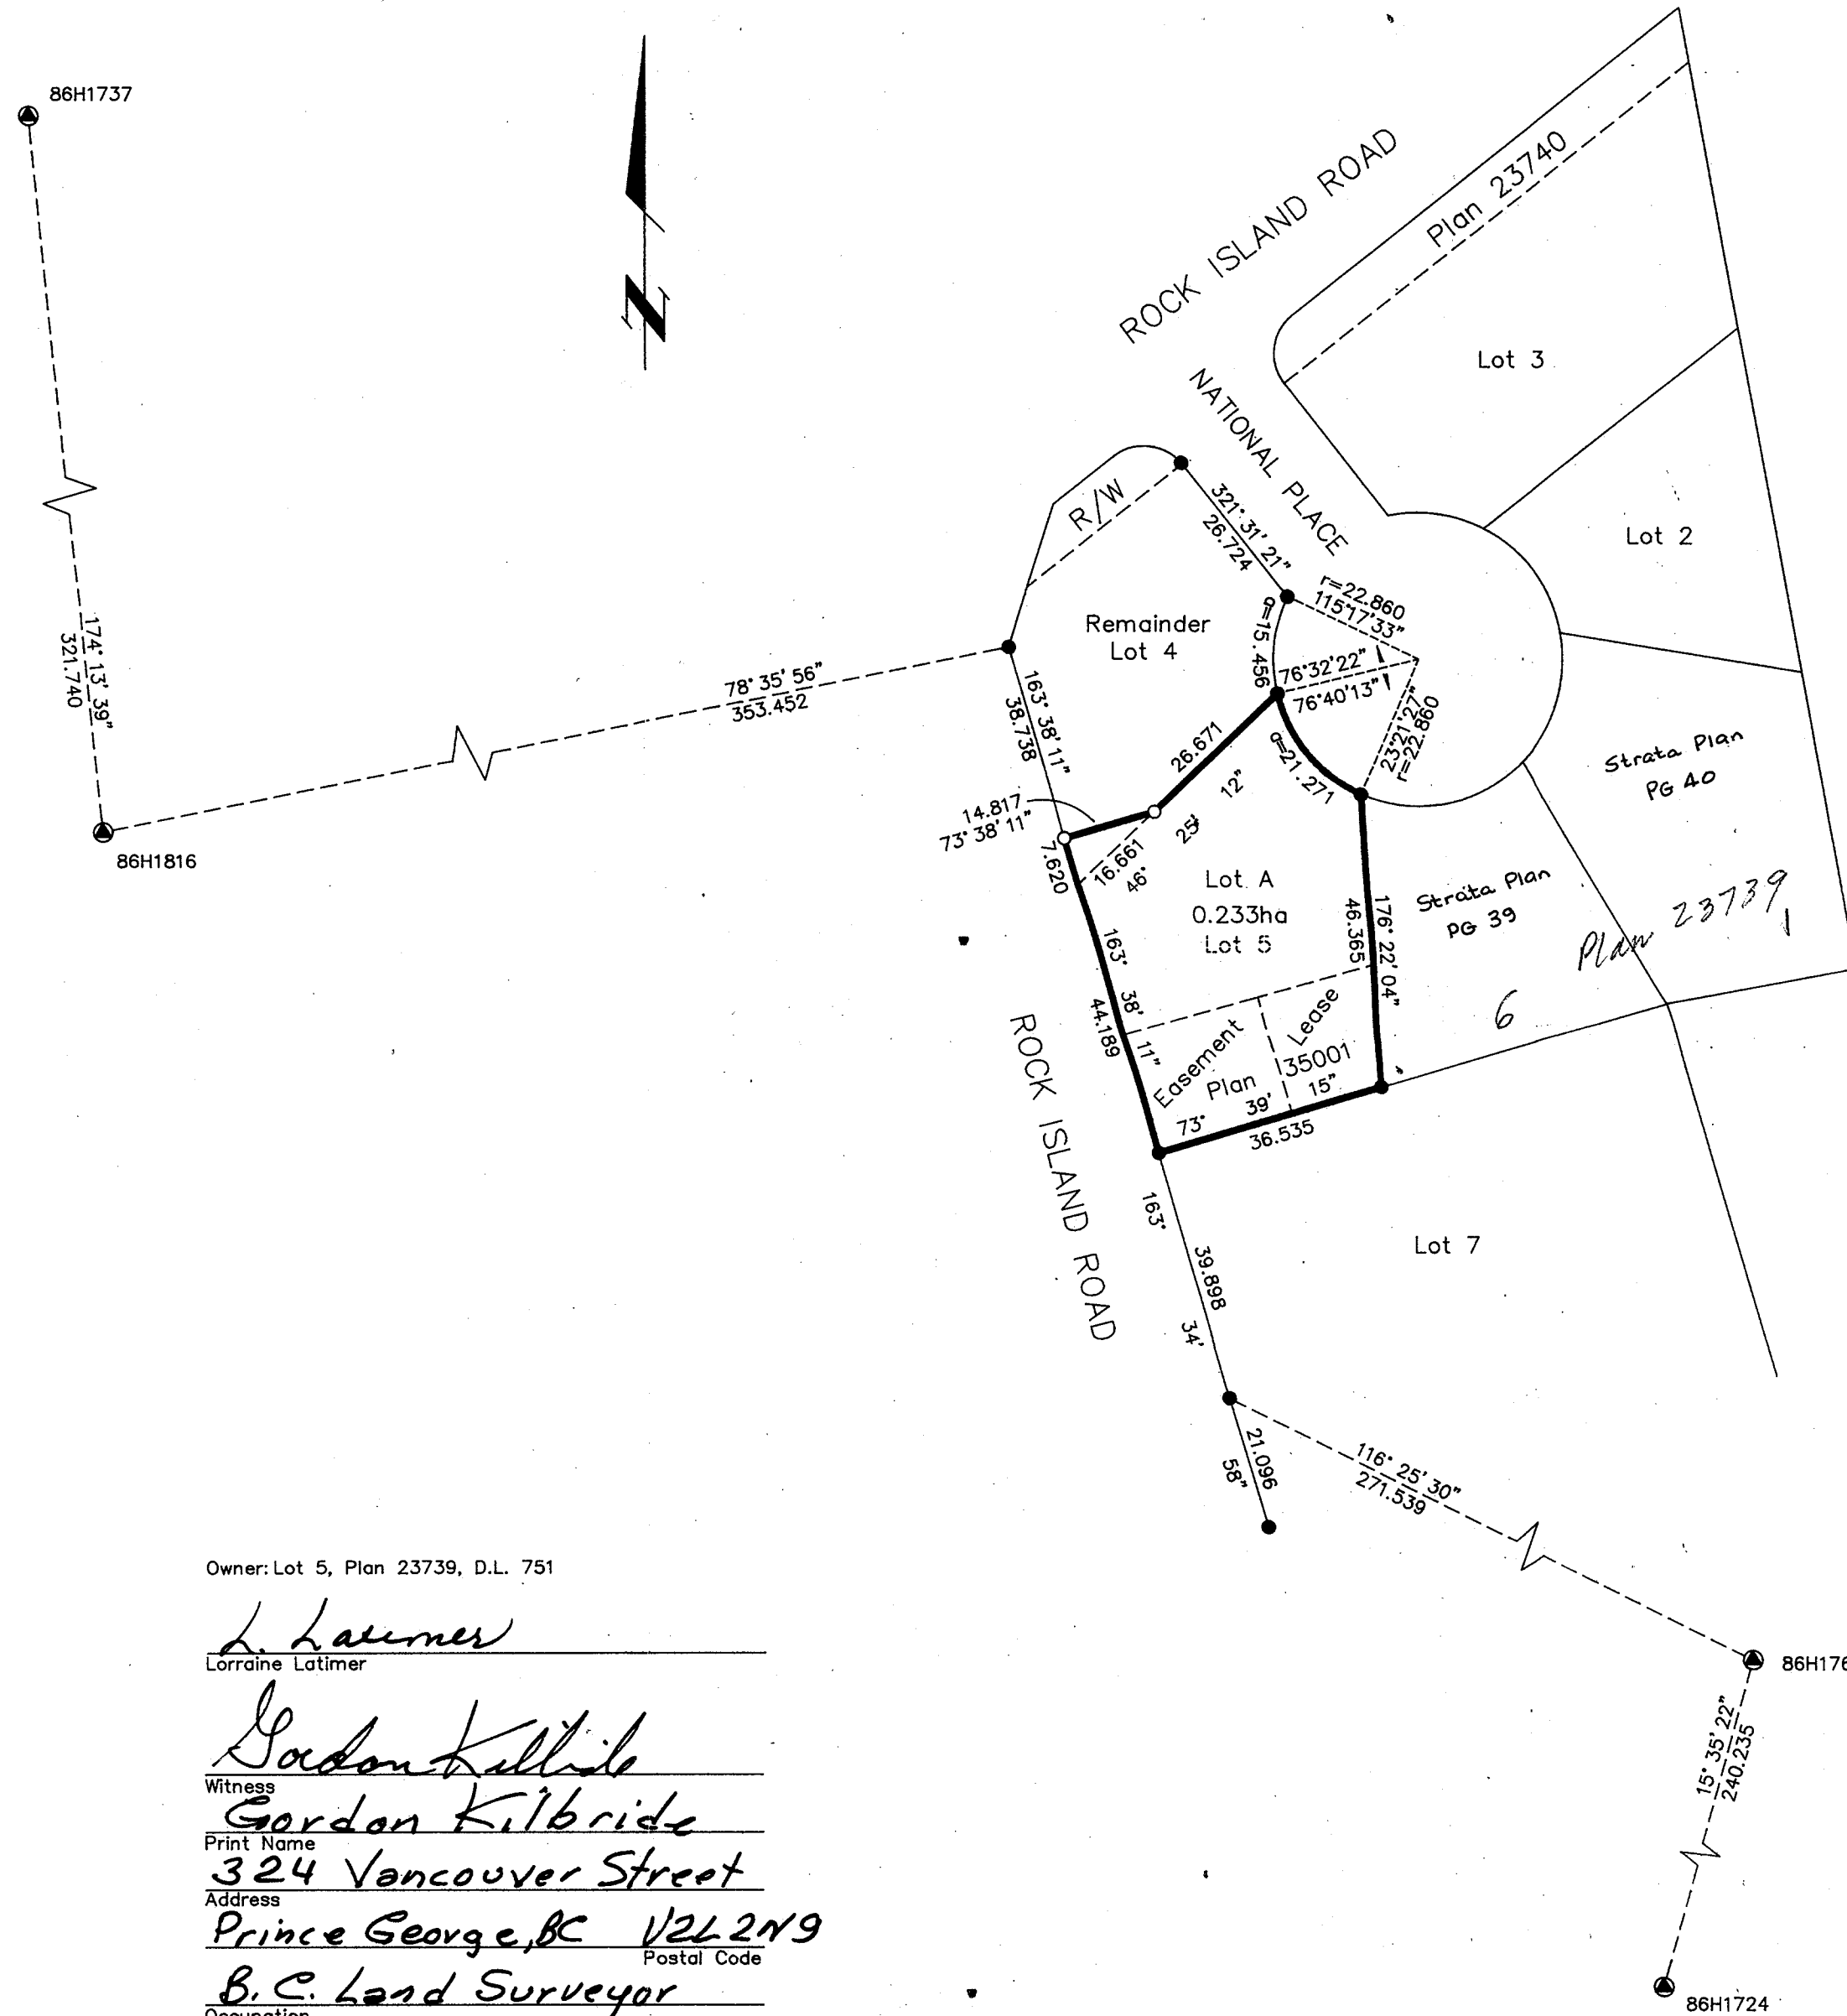 86H1737
ROCK ISLAND ROAD
Plan 23740
Lot 3
NATIONAL PLACE
R/W
321° 31' 21"
26.724
Lot 2
r=22.860
115°17'33"
a=15.456
Remainder
Lot 4
76°32'22"
76°40'13"
23°21'27"
r=22.860
174° 13' 39"
321.740
78° 35' 56"
353.452
163° 38' 11"
38.738
26.671
a=21.271
Strata Plan
PG 40
14.817
73° 38' 11"
46° 25' 12"
16.661
7.620
86H1816
Lot A
0.233ha
Lot 5
Strata Plan
PG 39
Plan 23739
1
176° 22' 04"
46.365
163° 38' 11"
44.189
6
Easement
Lease
Plan 35001
73° 39' 15"
36.535
ROCK ISLAND ROAD
Lot 7
163° 34' 58"
39.898
21.096
116° 25' 30"
271.539
Owner: Lot 5, Plan 23739, D.L. 751
L. Latimer
Lorraine Latimer
Gordon Kilbride
Witness
Gordon Kilbride
Print Name
324 Vancouver Street
Address
Prince George, BC V2L 2N9
Postal Code
B.C. Land Surveyor
Occupation
86H176
15° 35' 22"
240.235
86H1724
N